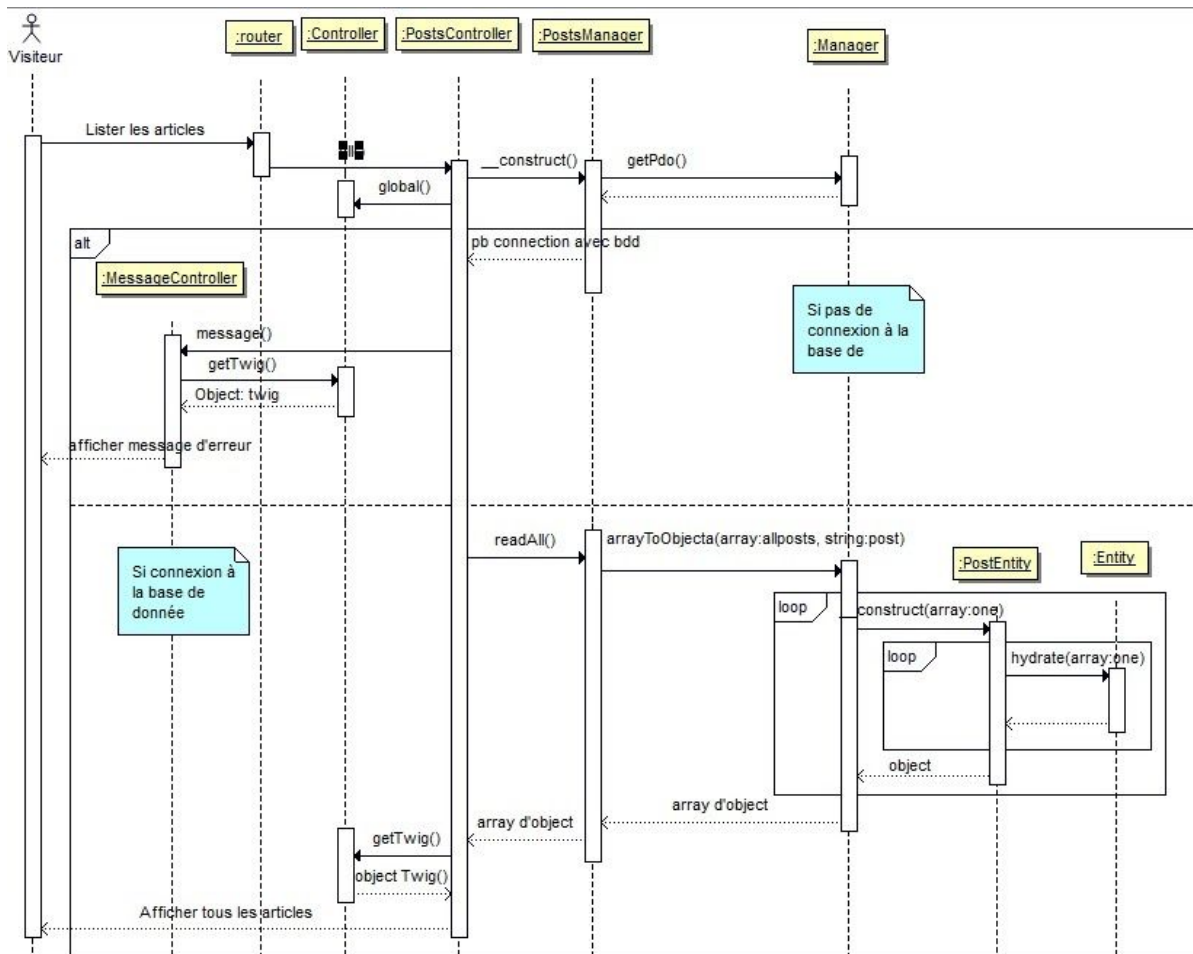 Visiteur
:router
:Controller
:PostsController
:PostsManager
:Manager
Lister les articles
__construct()
getPdo()
global()
alt
pb connection avec bdd
:MessageController
Si pas de
connexion à la
base de
message()
getTwig()
Object: twig
afficher message d'erreur
readAll()
arrayToObjecta(array:allposts, string:post)
:PostEntity
:Entity
Si connexion à
la base de
donnée
loop
__construct(array:one)
loop
hydrate(array:one)
object
array d'object
array d'object
getTwig()
object Twig()
Afficher tous les articles